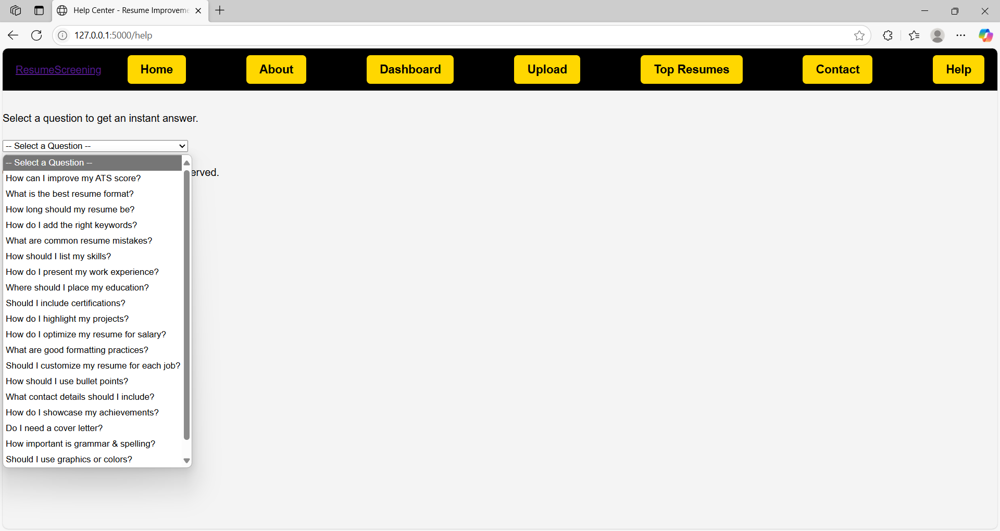 Help Center - Resume Improveme
127.0.0.1:5000/help
ResumeScreening Home About Dashboard Upload Top Resumes Contact Help
Select a question to get an instant answer.
-- Select a Question --
-- Select a Question --
erved.
How can I improve my ATS score?
What is the best resume format?
How long should my resume be?
How do I add the right keywords?
What are common resume mistakes?
How should I list my skills?
How do I present my work experience?
Where should I place my education?
Should I include certifications?
How do I highlight my projects?
How do I optimize my resume for salary?
What are good formatting practices?
Should I customize my resume for each job?
How should I use bullet points?
What contact details should I include?
How do I showcase my achievements?
Do I need a cover letter?
How important is grammar & spelling?
Should I use graphics or colors?